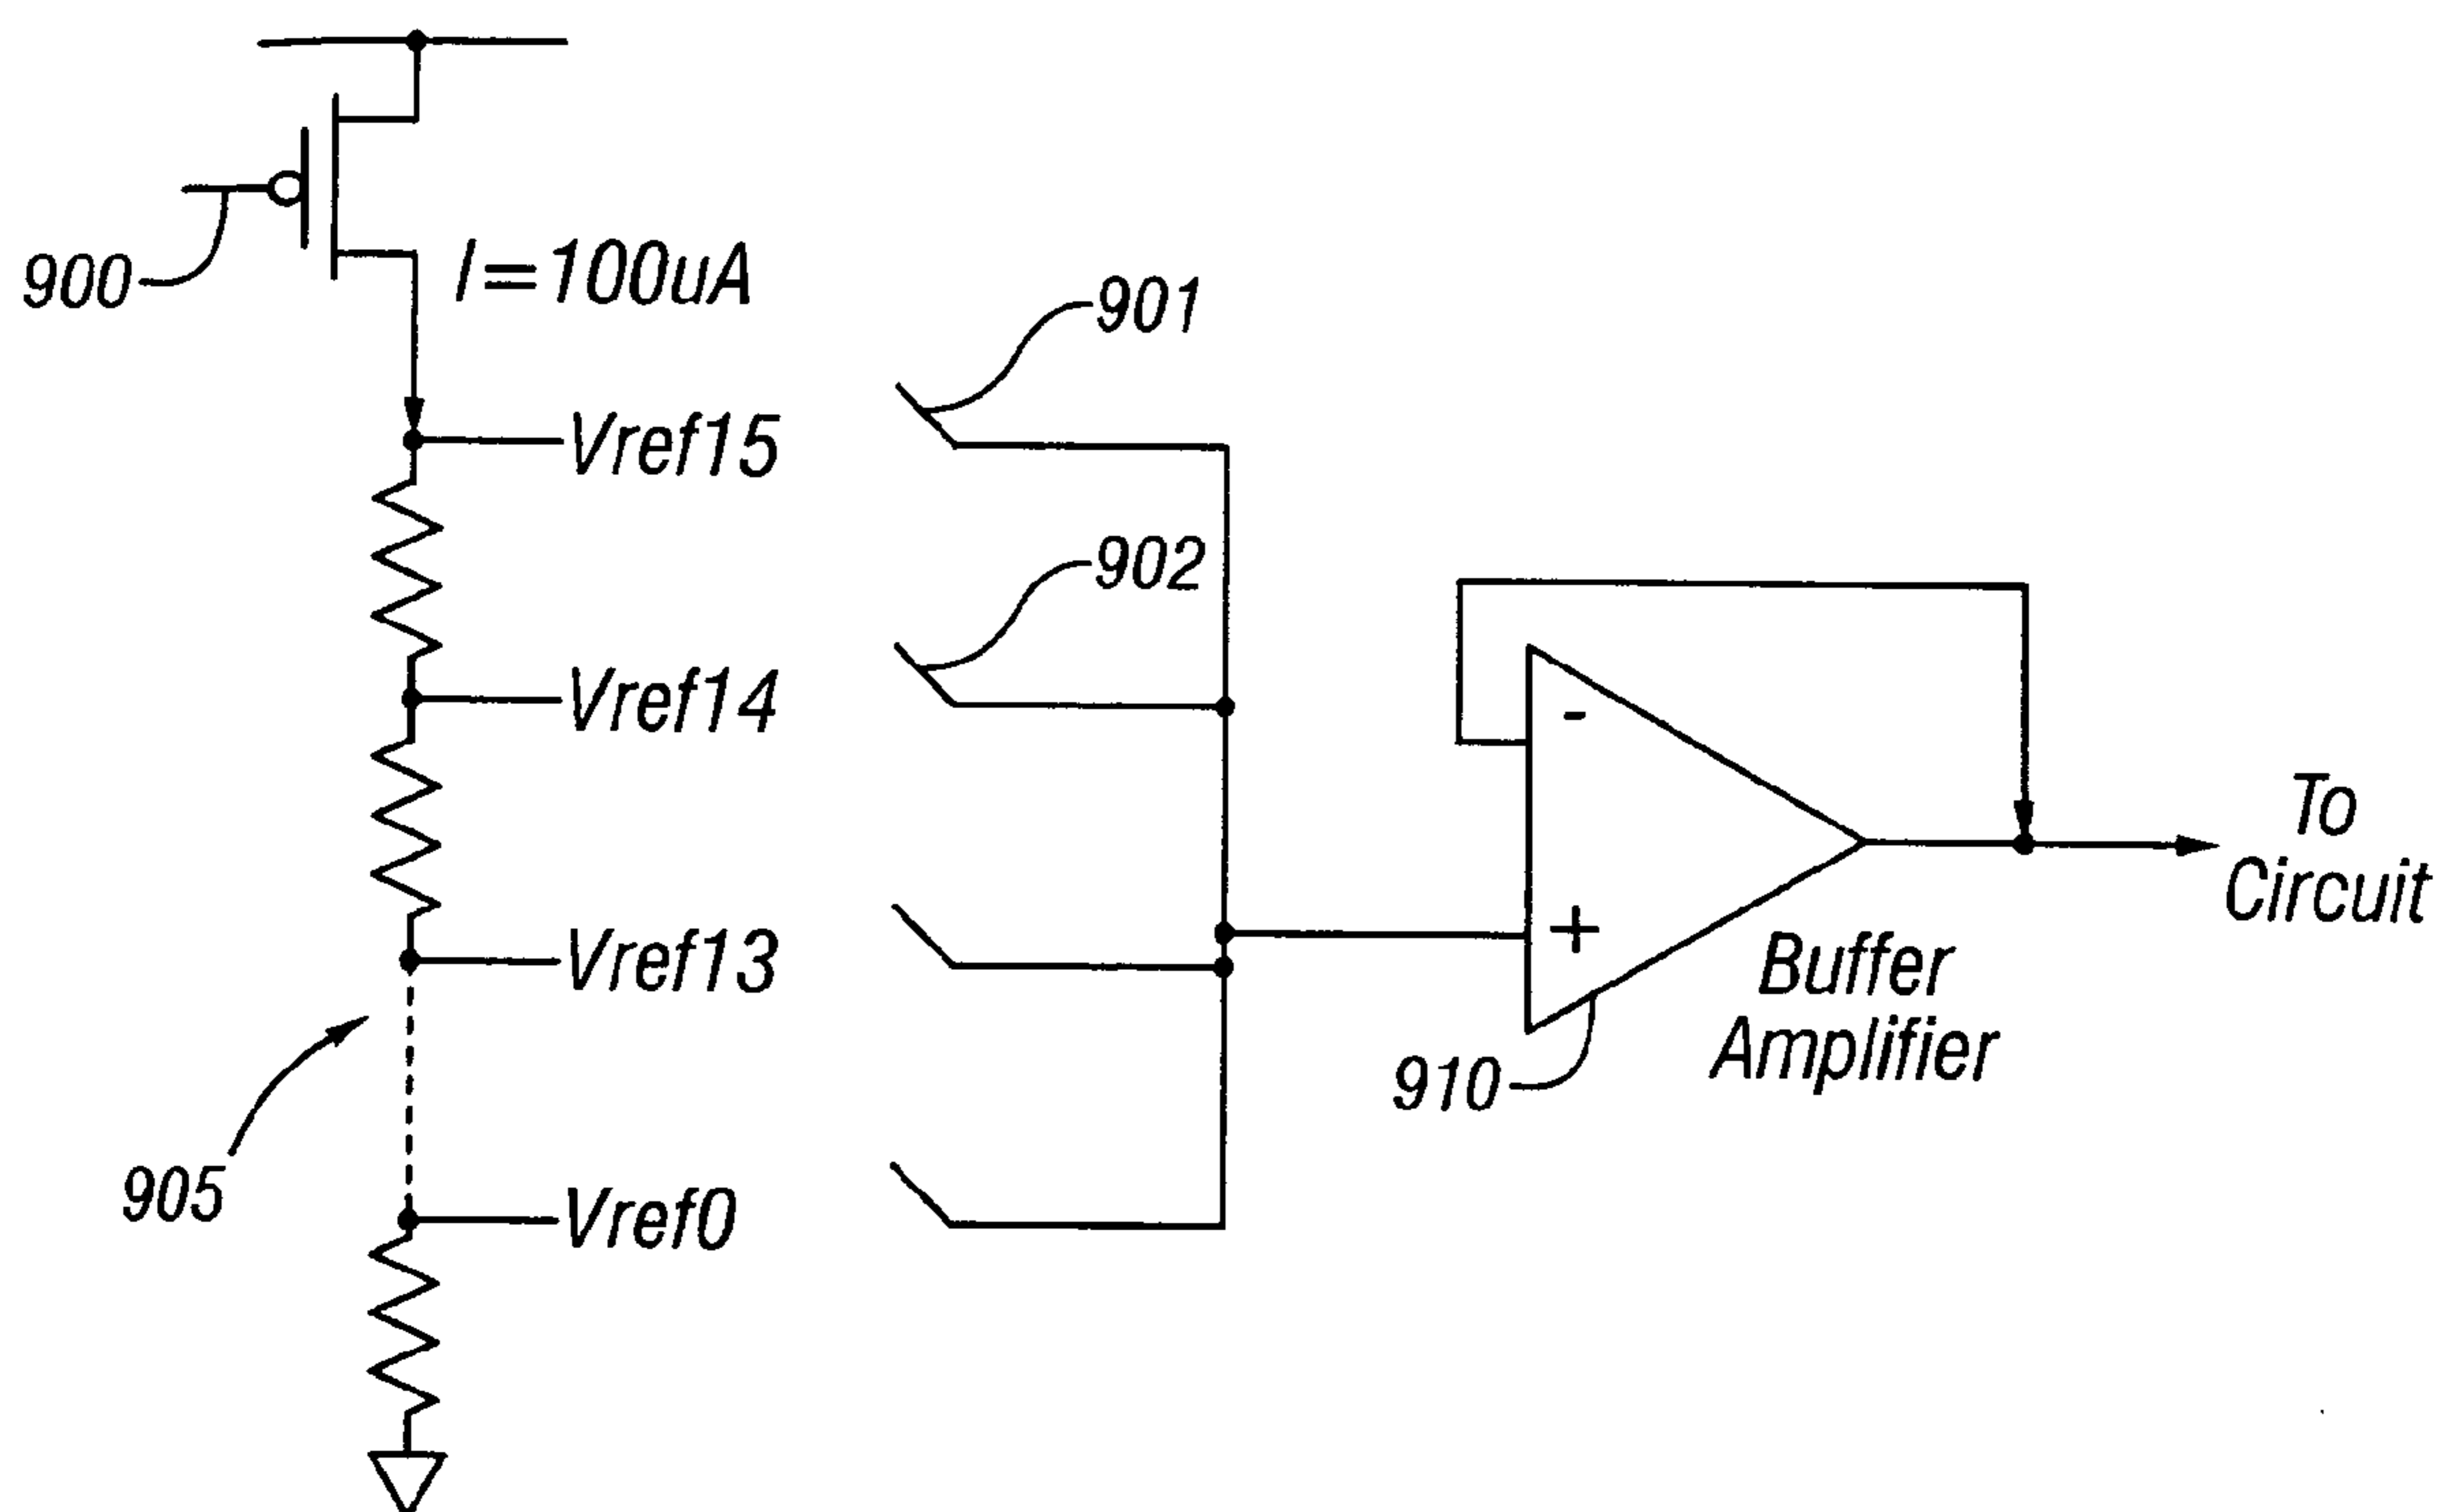 900
I=100uA
901
Vref15
902
Vref14
-
To
Circuit
+
Vref13
Buffer
Amplifier
910
905
Vref0